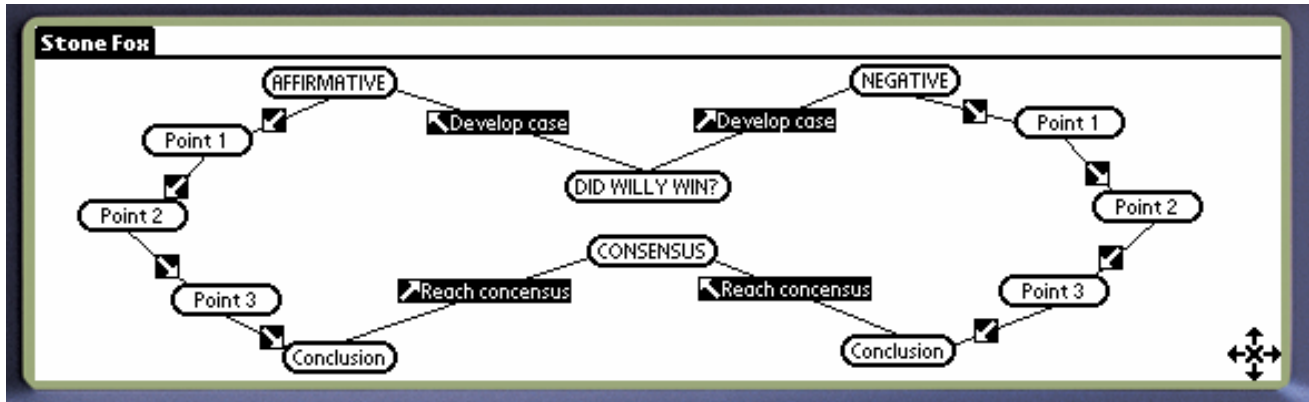 Stone Fox
AFFIRMATIVE
NEGATIVE
Develop case
Develop case
Point 1
Point 1
DID WILLY WIN?
Point 2
Point 2
CONSENSUS
Reach concensus
Reach concensus
Point 3
Point 3
Conclusion
Conclusion